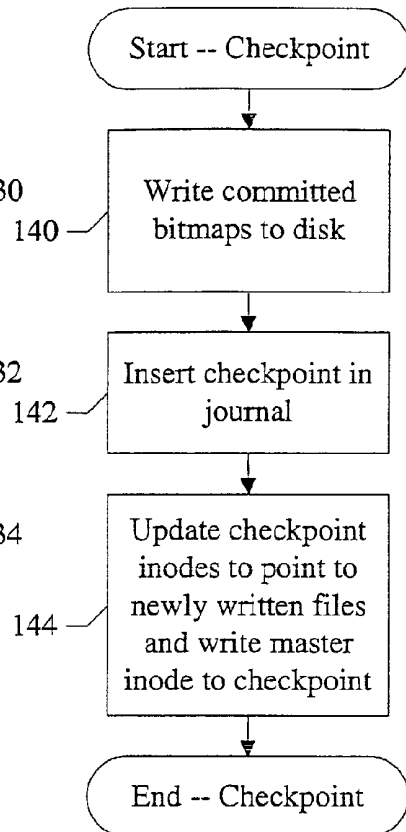 Start -- Checkpoint
30
140
Write committed
bitmaps to disk
32
142
Insert checkpoint in
journal
34
144
Update checkpoint
inodes to point to
newly written files
and write master
inode to checkpoint
End -- Checkpoint